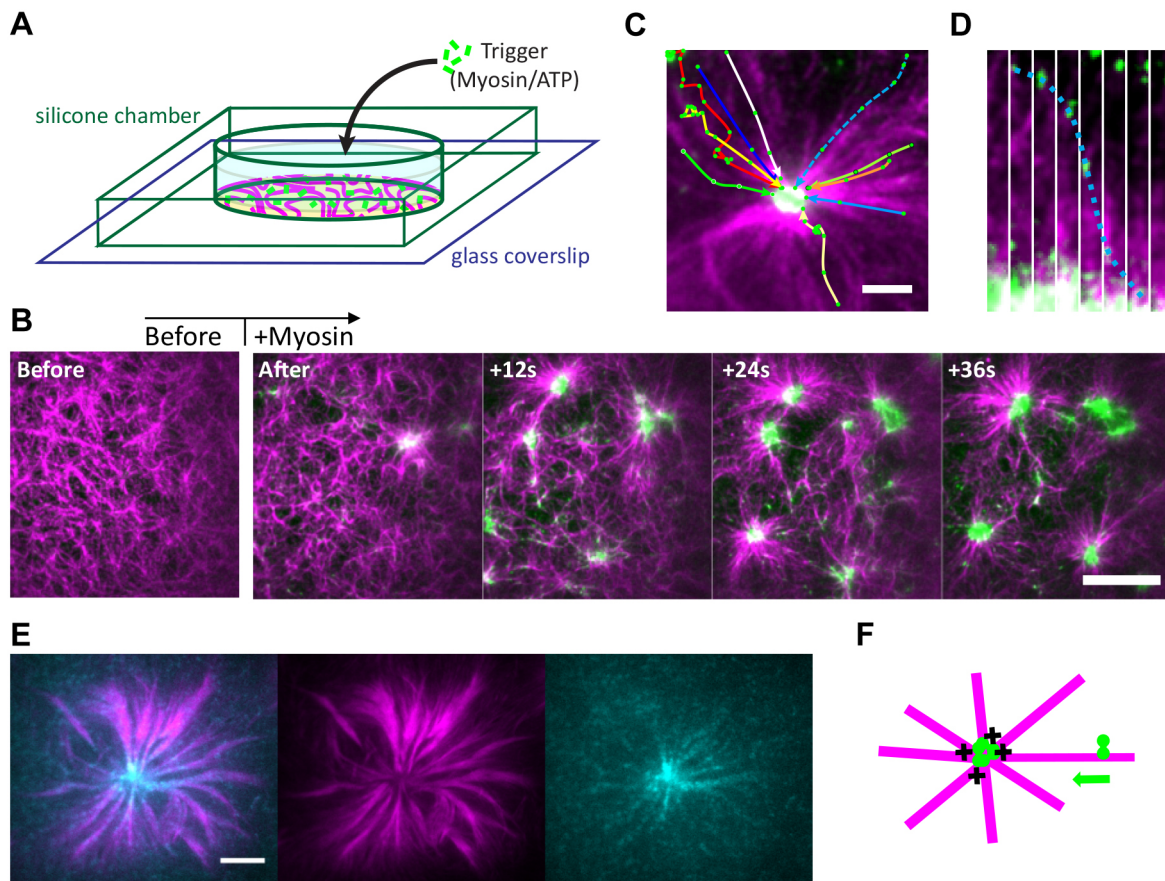 A
Trigger
(Myosin/ATP)
silicone chamber
glass coverslip
C
D
B
Before
+Myosin
Before
After
+12s
+24s
+36s
E
F